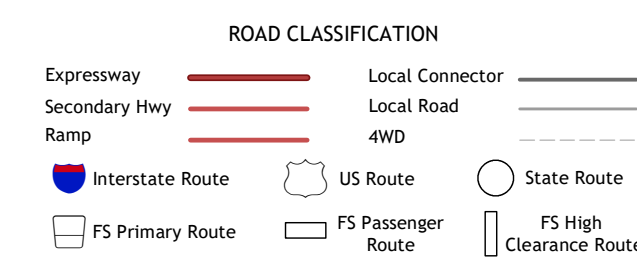 ROAD CLASSIFICATION
Expressway
Local Connector
Secondary Hwy
Local Road
Ramp
4WD
Interstate Route
US Route
State Route
FS Primary Route
FS Passenger
Route
FS High
Clearance Route